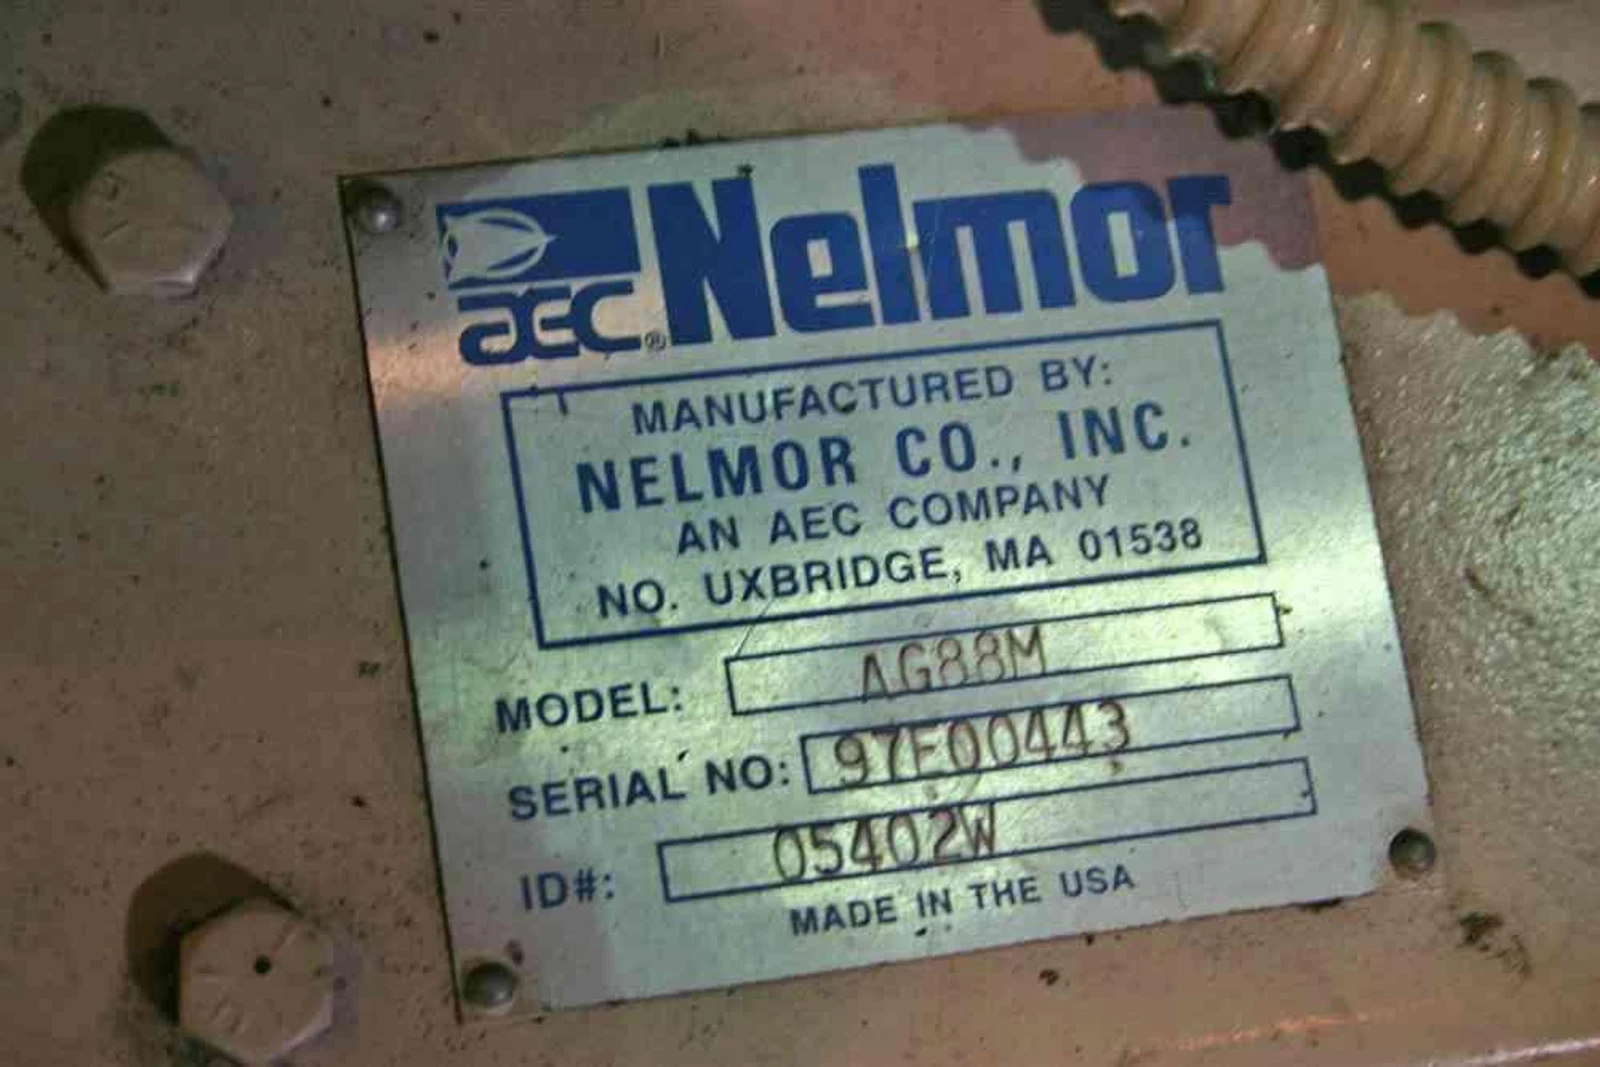 AEC® Nelmor
MANUFACTURED BY:
NELMOR CO., INC.
AN AEC COMPANY
NO. UXBRIDGE, MA 01538
MODEL: AG88M
SERIAL NO: 97E00443
ID#: 05402W
MADE IN THE USA